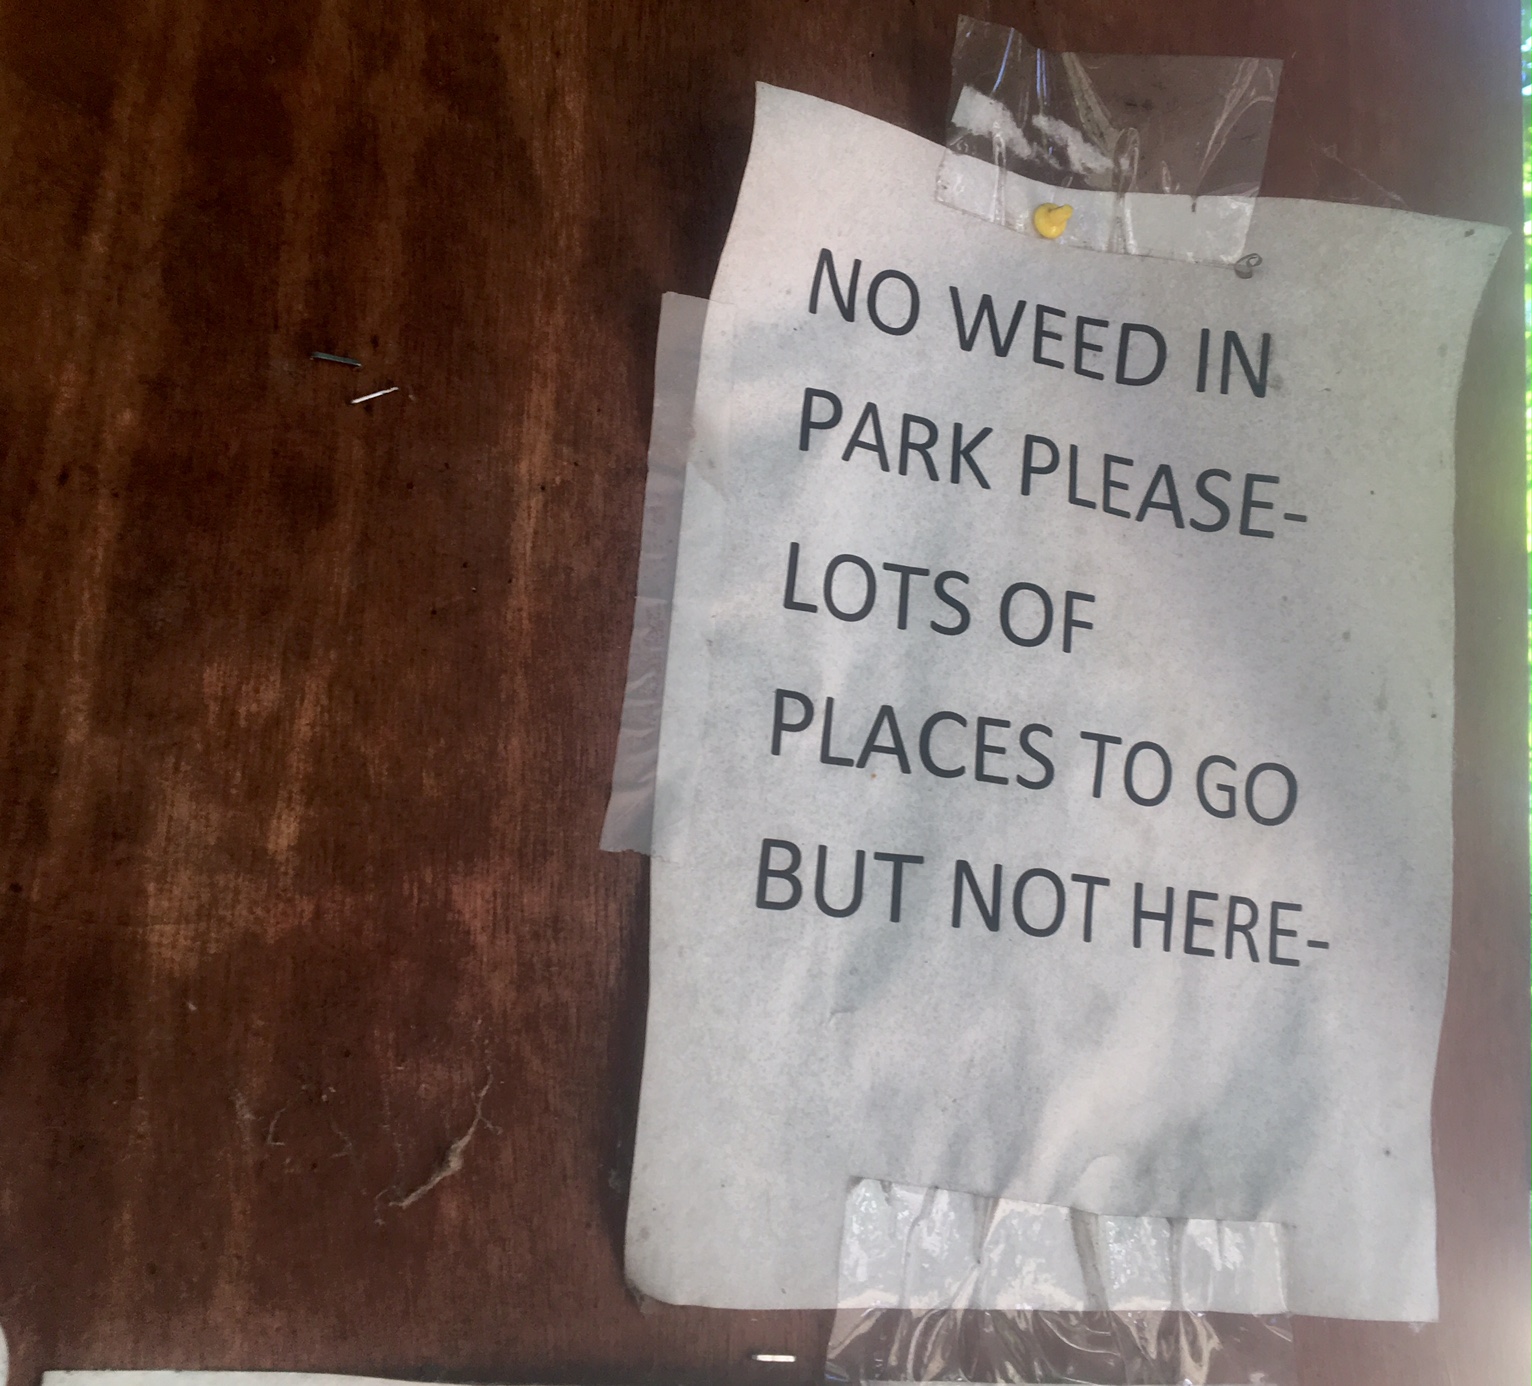 NO WEED IN
PARK PLEASE-
LOTS OF
PLACES TO GO
BUT NOT HERE-